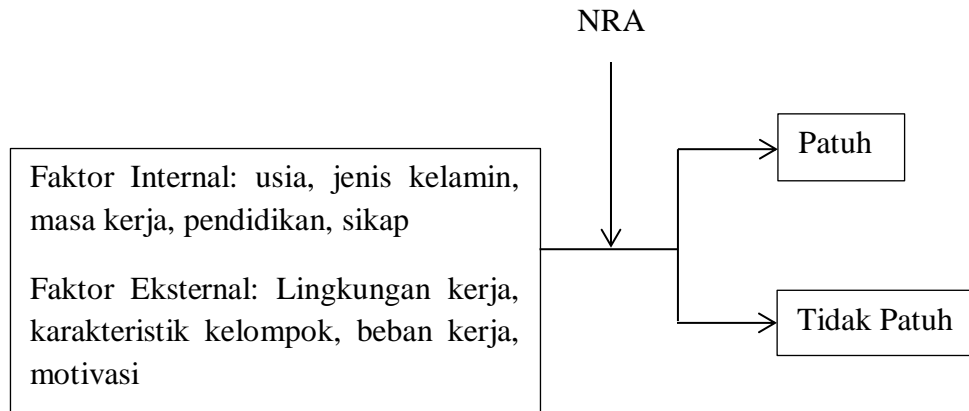 NRA
Patuh
Faktor Internal: usia, jenis kelamin,
masa kerja, pendidikan, sikap
Faktor Eksternal: Lingkungan kerja,
karakteristik kelompok, beban kerja,
motivasi
Tidak Patuh